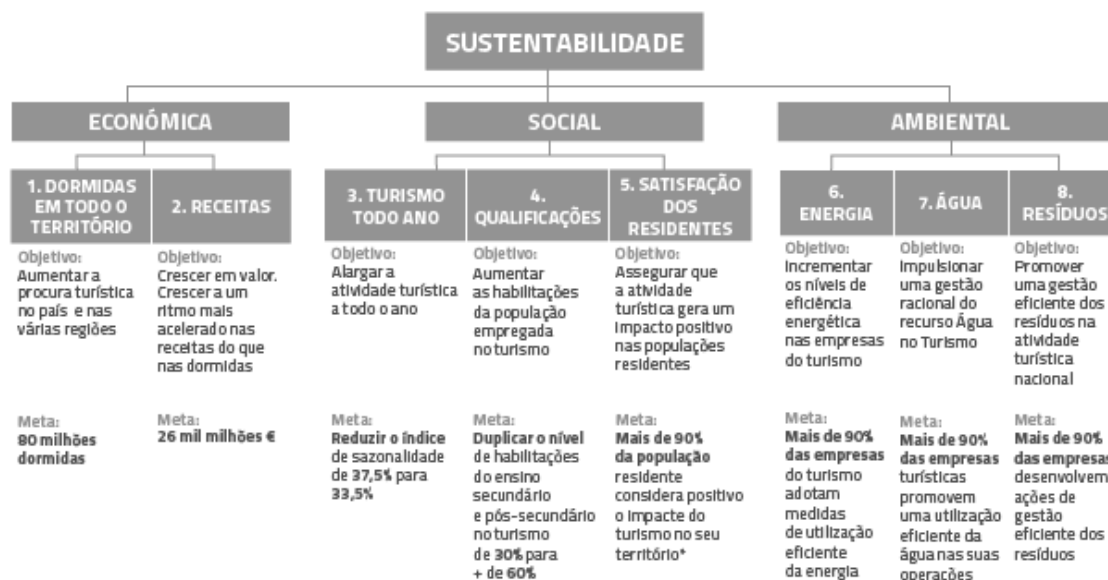 SUSTENTABILIDADE
ECONÓMICA
1. DORMIDAS
EM TODO O
TERRITÓRIO
Objetivo:
Aumentar a
procura turística
no país e nas
várias regiões
Meta:
80 milhões
dormidas
2. RECEITAS
Objetivo:
Crescer em valor.
Crescer a um
ritmo mais
acelerado nas
receitas do que
nas dormidas
Meta:
26 mil milhões €
SOCIAL
3. TURISMO
TODO ANO
Objetivo:
Alargar a
atividade turística
a todo o ano
Meta:
Reduzir o índice
de sazonalidade
de 37,5% para
33,5%
4.
QUALIFICAÇÕES
Objetivo:
Aumentar
as habilitações
da população
empregada
no turismo
Meta:
Duplicar o nível
de habilitações
do ensino
secundário
e pós-secundário
no turismo
de 30% para
+ de 60%
5. SATISFAÇÃO
DOS
RESIDENTES
Objetivo:
Assegurar que
a atividade
turística gera um
impacto positivo
nas populações
residentes
Meta:
Mais de 90%
da população
residente
considera positivo
o impacte do
turismo no seu
território*
AMBIENTAL
6.
ENERGIA
Objetivo:
Incrementar
os níveis de
eficiência
energética
nas empresas
do turismo
Meta:
Mais de 90%
das empresas
do turismo
adotam
medidas
de utilização
eficiente
da energia
7. ÁGUA
Objetivo:
Impulsionar
uma gestão
racional do
recurso Água
no Turismo
Meta:
Mais de 90%
das empresas
turísticas
promovem
uma utilização
eficiente da
água nas suas
operações
8.
RESÍDUOS
Objetivo:
Promover
uma gestão
eficiente dos
resíduos na
atividade
turística
nacional
Meta:
Mais de 90%
das empresas
desenvolvem
ações de
gestão
eficiente dos
resíduos